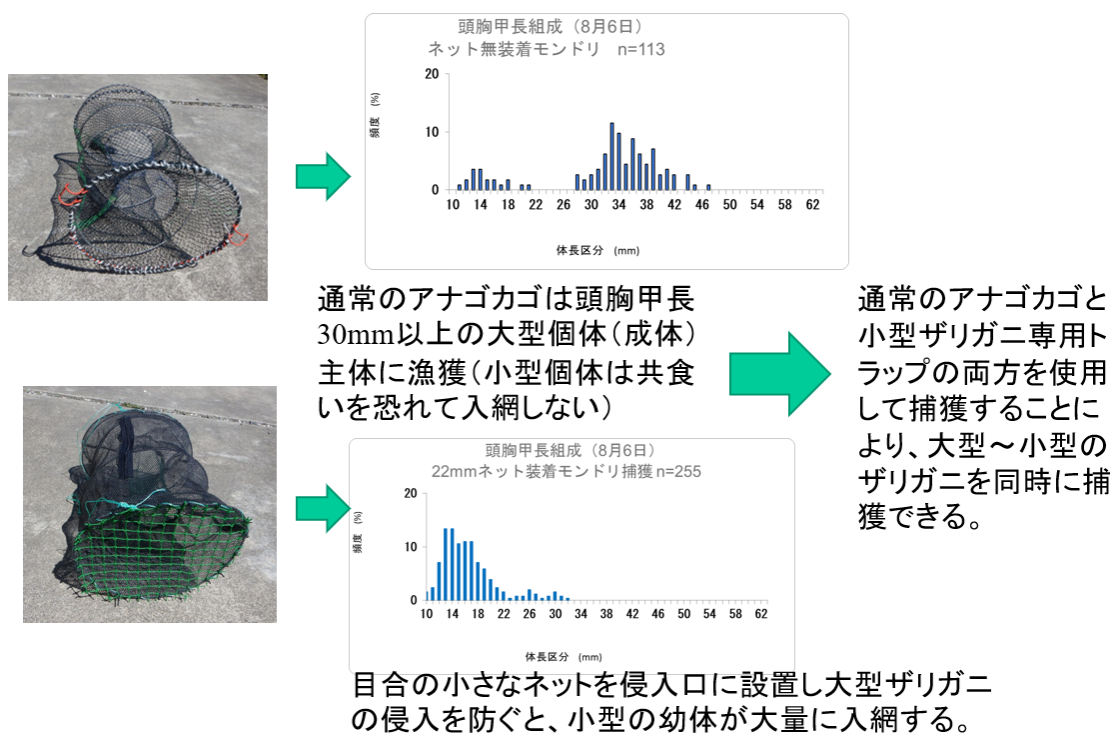 頭胸甲長組成（8月6日）
ネット無装着モンドリ　n=113
20
10
0
頻度　(%)
10 14 18 22 26 30 34 38 42 46 50 54 58 62
体長区分　(mm)
通常のアナゴカゴは頭胸甲長
30mm以上の大型個体（成体）
主体に漁獲（小型個体は共食
いを恐れて入網しない）
頭胸甲長組成（8月6日）
22mmネット装着モンドリ捕獲 n=255
20
10
0
頻度　(%)
10 14 18 22 26 30 34 38 42 46 50 54 58 62
体長区分　(mm)
目合の小さなネットを侵入口に設置し大型ザリガニ
の侵入を防ぐと、小型の幼体が大量に入網する。
通常のアナゴカゴと
小型ザリガニ専用ト
ラップの両方を使用
して捕獲することに
より、大型～小型の
ザリガニを同時に捕
獲できる。